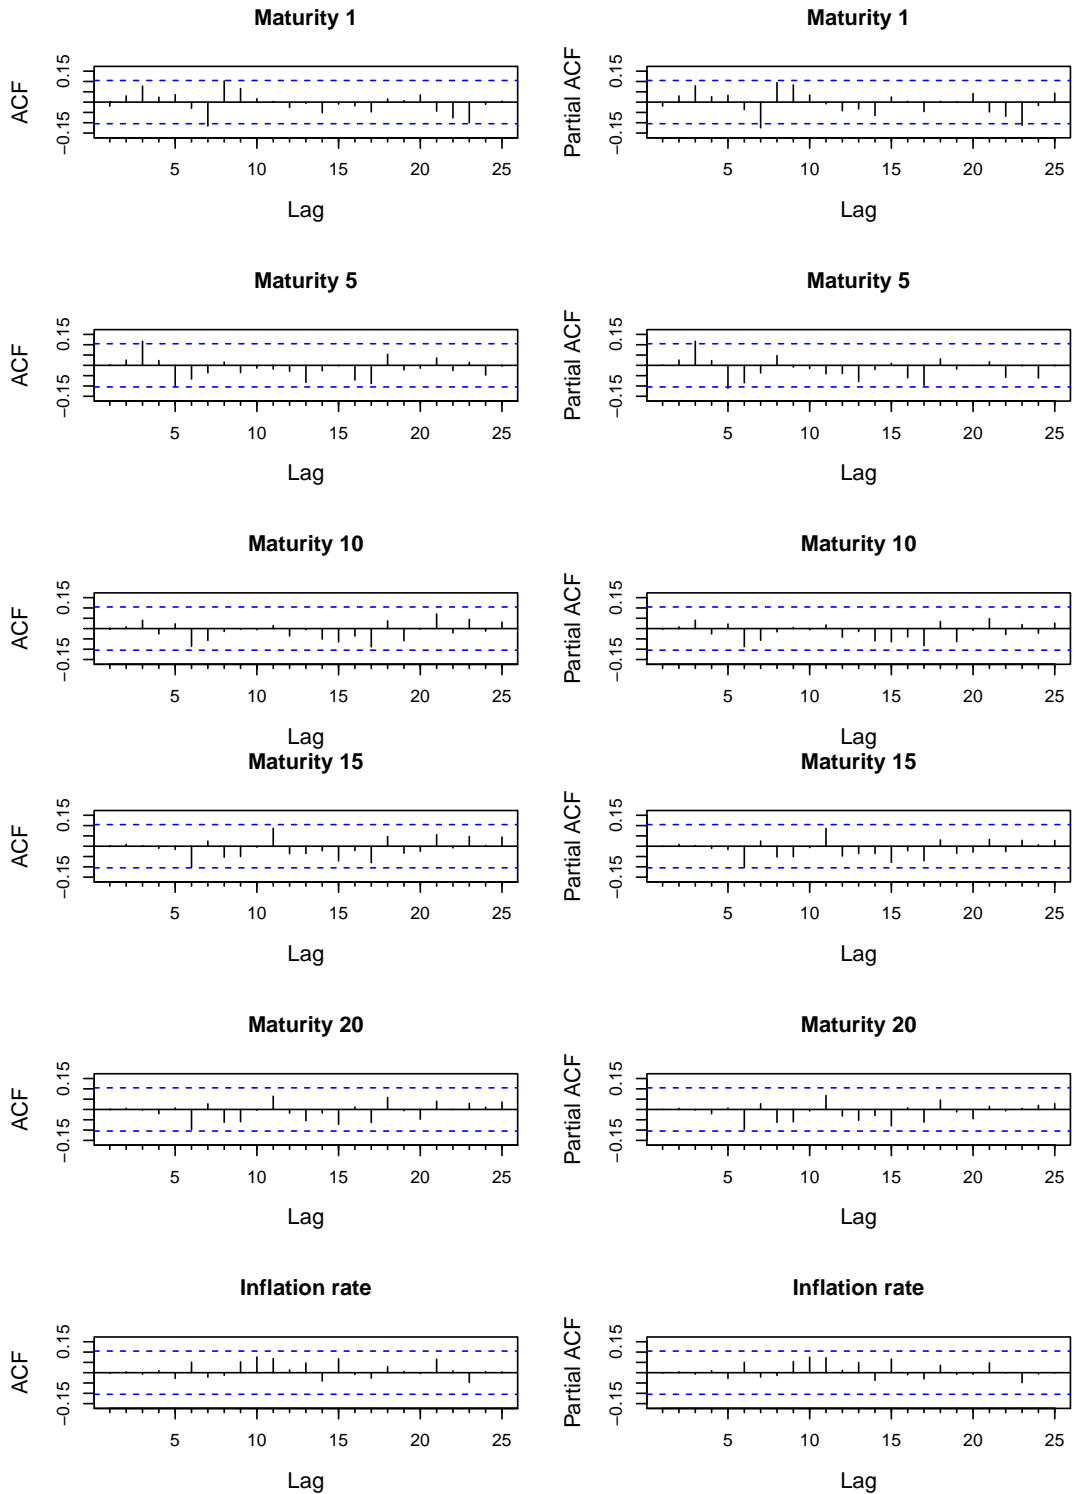 Maturity 1 Maturity 1
ACF −0.15 0.15 Partial ACF −0.15 0.15
5 10 15 20 25 5 10 15 20 25
Lag Lag
Maturity 5 Maturity 5
ACF −0.15 0.15 Partial ACF −0.15 0.15
5 10 15 20 25 5 10 15 20 25
Lag Lag
Maturity 10 Maturity 10
ACF −0.15 0.15 Partial ACF −0.15 0.15
5 10 15 20 25 5 10 15 20 25
Lag Lag
Maturity 15 Maturity 15
ACF −0.15 0.15 Partial ACF −0.15 0.15
5 10 15 20 25 5 10 15 20 25
Lag Lag
Maturity 20 Maturity 20
ACF −0.15 0.15 Partial ACF −0.15 0.15
5 10 15 20 25 5 10 15 20 25
Lag Lag
Inflation rate Inflation rate
ACF −0.15 0.15 Partial ACF −0.15 0.15
5 10 15 20 25 5 10 15 20 25
Lag Lag